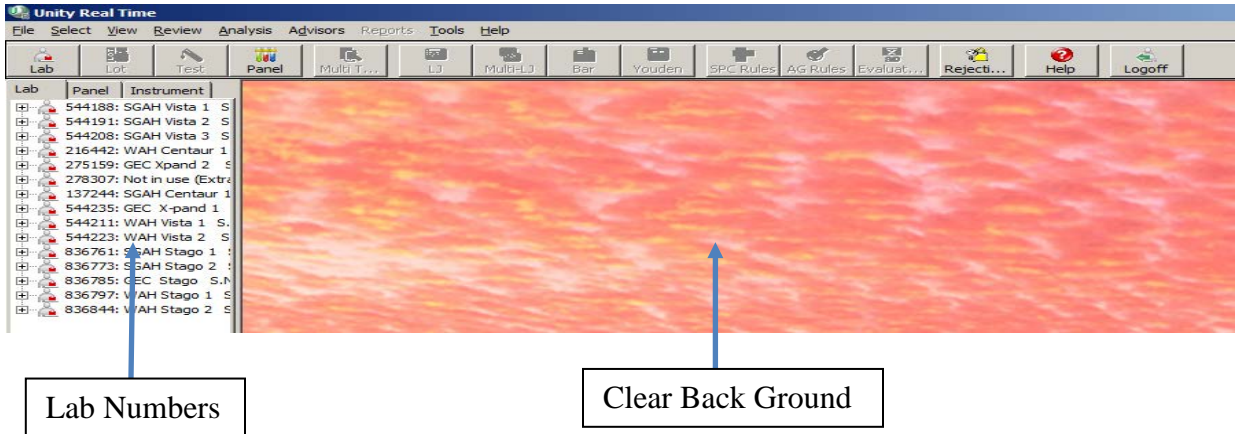 Unity Real Time
File Select View Review Analysis Advisors Reports Tools Help
Lab Lot Test Panel Multi T... LJ Multi-LJ Bar Youden SPC Rules AG Rules Evaluat... Rejecti... Help Logoff
Lab Panel Instrument
544188: SGAH Vista 1 S
544191: SGAH Vista 2 S
544208: SGAH Vista 3 S
216442: WAH Centaur 1
275159: GEC Xpand 2 S
278307: Not in use (Extra
137244: SGAH Centaur 1
544235: GEC X-pand 1
544211: WAH Vista 1 S.
544223: WAH Vista 2 S
836761: SGAH Stago 1 S
836773: SGAH Stago 2
836785: GEC Stago S.N
836797: WAH Stago 1 S
836844: WAH Stago 2 S
Lab Numbers
Clear Back Ground